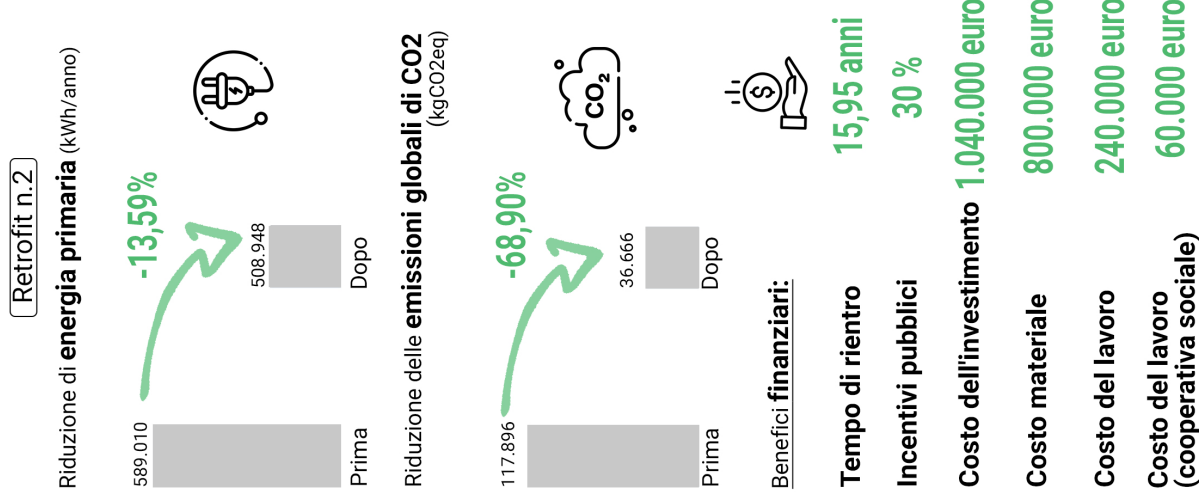 Retrofit n.2
Riduzione di energia primaria (kWh/anno)
-13,59%
589.010
508.948
Prima
Dopo
Riduzione delle emissioni globali di CO2
(kgCO2eq)
-68,90%
CO₂
117.896
36.666
Prima
Dopo
Benefici finanziari:
$
Tempo di rientro 15,95 anni
Incentivi pubblici 30 %
Costo dell'investimento 1.040.000 euro
Costo materiale 800.000 euro
Costo del lavoro 240.000 euro
Costo del lavoro 60.000 euro
(cooperativa sociale)